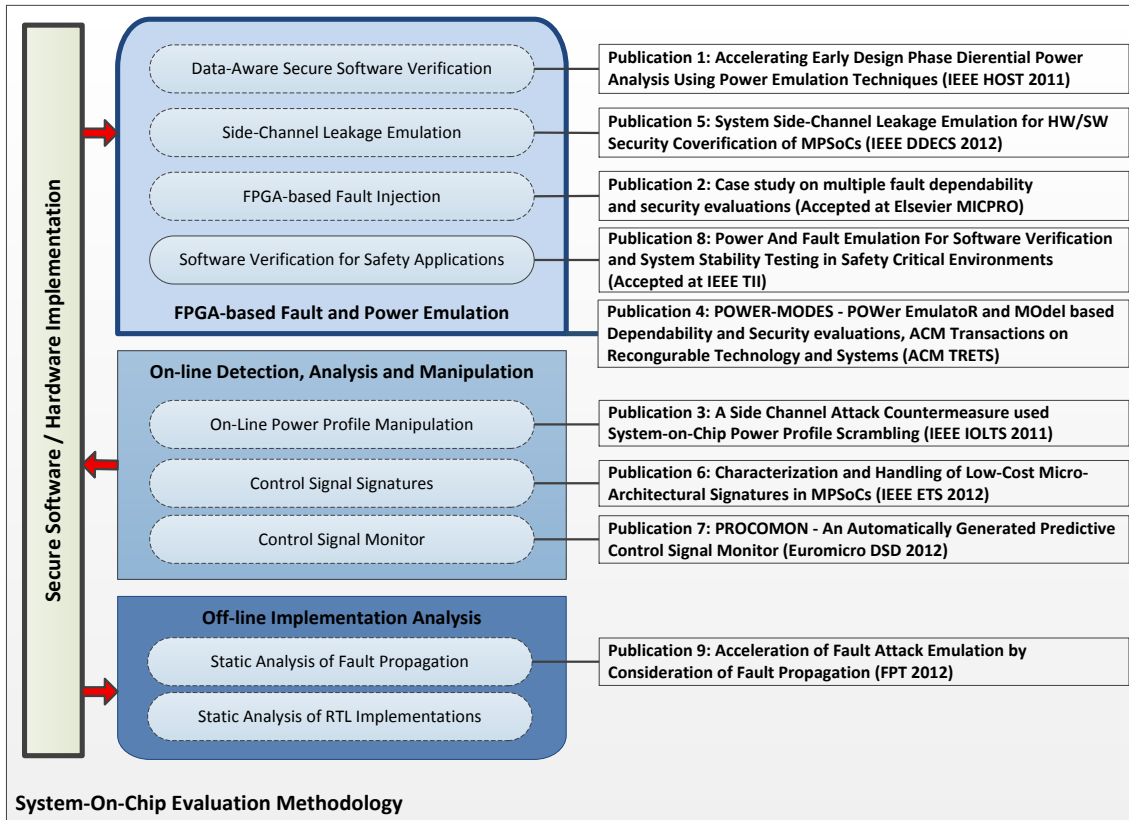 Secure Software / Hardware Implementation
Data-Aware Secure Software Verification
Publication 1: Accelerating Early Design Phase Dierential Power
Analysis Using Power Emulation Techniques (IEEE HOST 2011)
Side-Channel Leakage Emulation
Publication 5: System Side-Channel Leakage Emulation for HW/SW
Security Coverification of MPSoCs (IEEE DDECS 2012)
FPGA-based Fault Injection
Publication 2: Case study on multiple fault dependability
and security evaluations (Accepted at Elsevier MICPRO)
Software Verification for Safety Applications
Publication 8: Power And Fault Emulation For Software Verification
and System Stability Testing in Safety Critical Environments
(Accepted at IEEE TII)
FPGA-based Fault and Power Emulation
Publication 4: POWER-MODES - POWer EmulatoR and MOdel based
Dependability and Security evaluations, ACM Transactions on
Recongurable Technology and Systems (ACM TRETS)
On-line Detection, Analysis and Manipulation
On-Line Power Profile Manipulation
Publication 3: A Side Channel Attack Countermeasure used
System-on-Chip Power Profile Scrambling (IEEE IOLTS 2011)
Control Signal Signatures
Publication 6: Characterization and Handling of Low-Cost Micro-
Architectural Signatures in MPSoCs (IEEE ETS 2012)
Control Signal Monitor
Publication 7: PROCOMON - An Automatically Generated Predictive
Control Signal Monitor (Euromicro DSD 2012)
Off-line Implementation Analysis
Static Analysis of Fault Propagation
Publication 9: Acceleration of Fault Attack Emulation by
Consideration of Fault Propagation (FPT 2012)
Static Analysis of RTL Implementations
System-On-Chip Evaluation Methodology